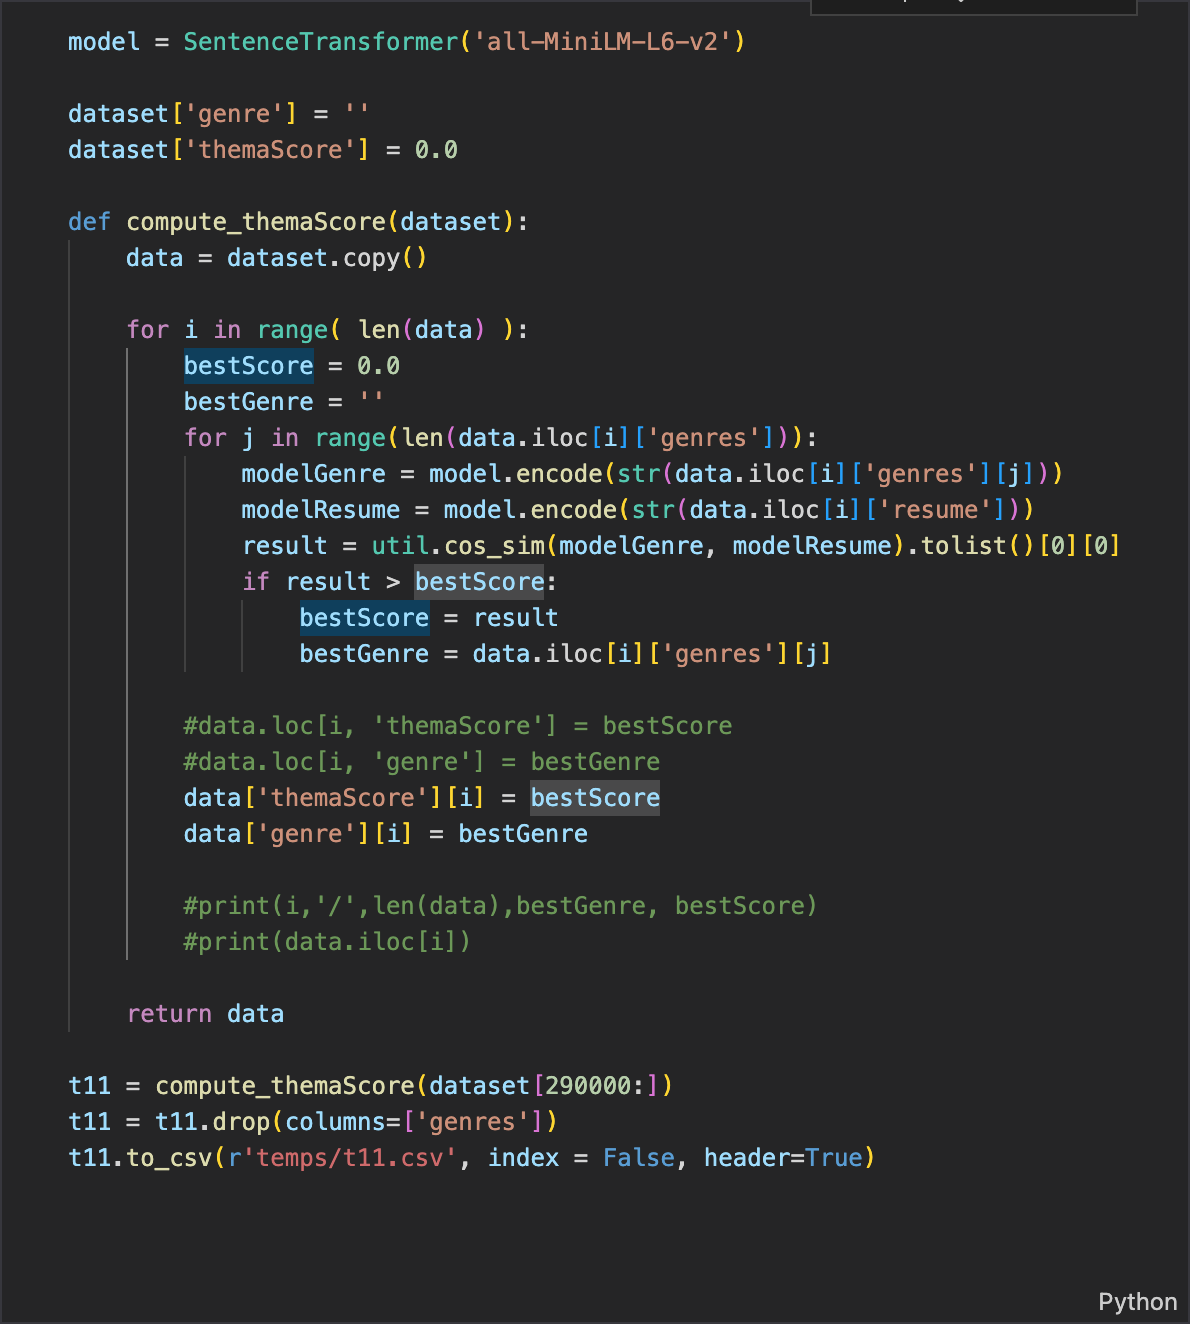 model = SentenceTransformer('all-MiniLM-L6-v2')

dataset['genre'] = ''
dataset['themaScore'] = 0.0

def compute_themaScore(dataset):
    data = dataset.copy()

    for i in range( len(data) ):
        bestScore = 0.0
        bestGenre = ''
        for j in range(len(data.iloc[i]['genres'])):
            modelGenre = model.encode(str(data.iloc[i]['genres'][j]))
            modelResume = model.encode(str(data.iloc[i]['resume']))
            result = util.cos_sim(modelGenre, modelResume).tolist()[0][0]
            if result > bestScore:
                bestScore = result
                bestGenre = data.iloc[i]['genres'][j]

        #data.loc[i, 'themaScore'] = bestScore
        #data.loc[i, 'genre'] = bestGenre
        data['themaScore'][i] = bestScore
        data['genre'][i] = bestGenre

        #print(i,'/',len(data),bestGenre, bestScore)
        #print(data.iloc[i])

    return data

t11 = compute_themaScore(dataset[290000:])
t11 = t11.drop(columns=['genres'])
t11.to_csv(r'temps/t11.csv', index = False, header=True)
Python